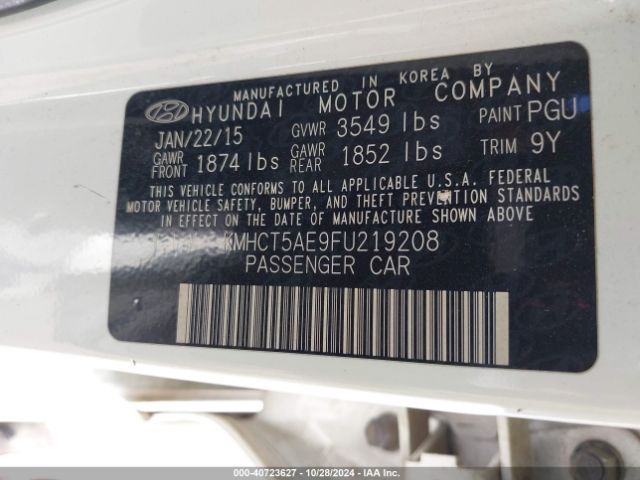 MANUFACTURED IN KOREA BY
HYUNDAI MOTOR COMPANY
JAN/22/15 GVWR 3549 lbs PAINT PGU
GAWR FRONT 1874 lbs GAWR REAR 1852 lbs TRIM 9Y
THIS VEHICLE CONFORMS TO ALL APPLICABLE U.S.A. FEDERAL
MOTOR VEHICLE SAFETY, BUMPER, AND THEFT PREVENTION STANDARDS
IN EFFECT ON THE DATE OF MANUFACTURE SHOWN ABOVE
KMHCT5AE9FU219208
PASSENGER CAR
000-40723627 - 10/28/2024 - IAA Inc.